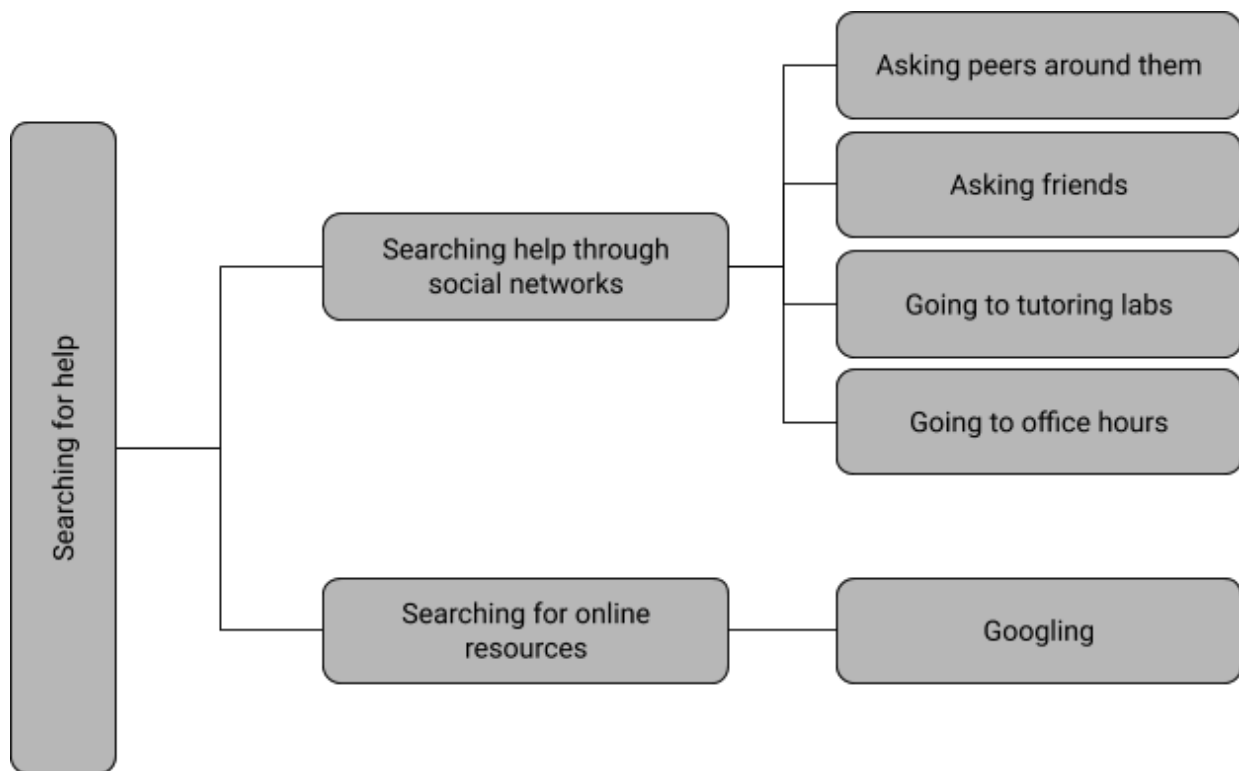 Searching for help
Searching help through
social networks
Asking peers around them
Asking friends
Going to tutoring labs
Going to office hours
Searching for online
resources
Googling